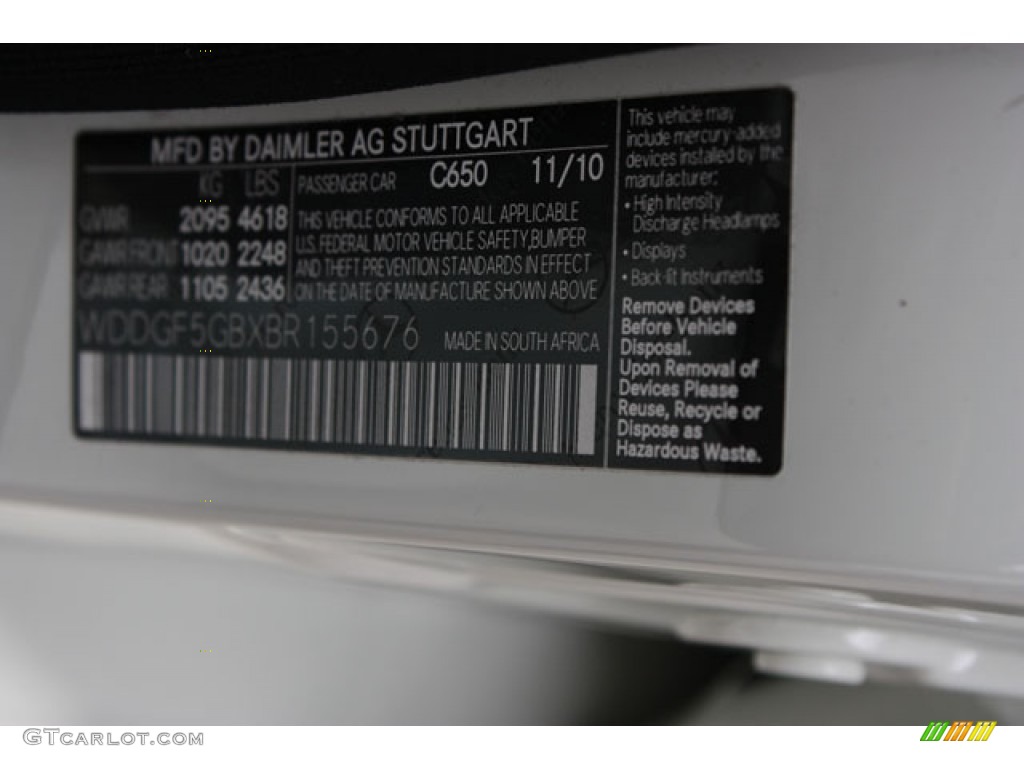 MFD BY DAIMLER AG STUTTGART
KG LBS
GVWR 2095 4618
GAWR FRONT 1020 2248
GAWR REAR 1105 2436
PASSENGER CAR C650 11/10
THIS VEHICLE CONFORMS TO ALL APPLICABLE
U.S. FEDERAL MOTOR VEHICLE SAFETY,BUMPER
AND THEFT PREVENTION STANDARDS IN EFFECT
ON THE DATE OF MANUFACTURE SHOWN ABOVE
WDDGF5GBXBR155676
MADE IN SOUTH AFRICA
This vehicle may
include mercury-added
devices installed by the
manufacturer:
• High Intensity
Discharge Headlamps
• Displays
• Back-lit Instruments
Remove Devices
Before Vehicle
Disposal.
Upon Removal of
Devices Please
Reuse, Recycle or
Dispose as
Hazardous Waste.
GTcarlot.com